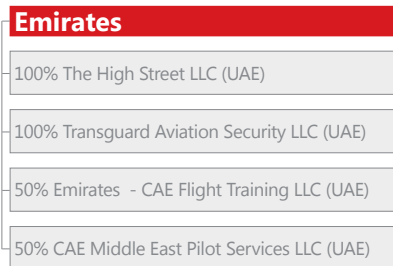 Emirates
100% The High Street LLC (UAE)
100% Transguard Aviation Security LLC (UAE)
50% Emirates - CAE Flight Training LLC (UAE)
50% CAE Middle East Pilot Services LLC (UAE)